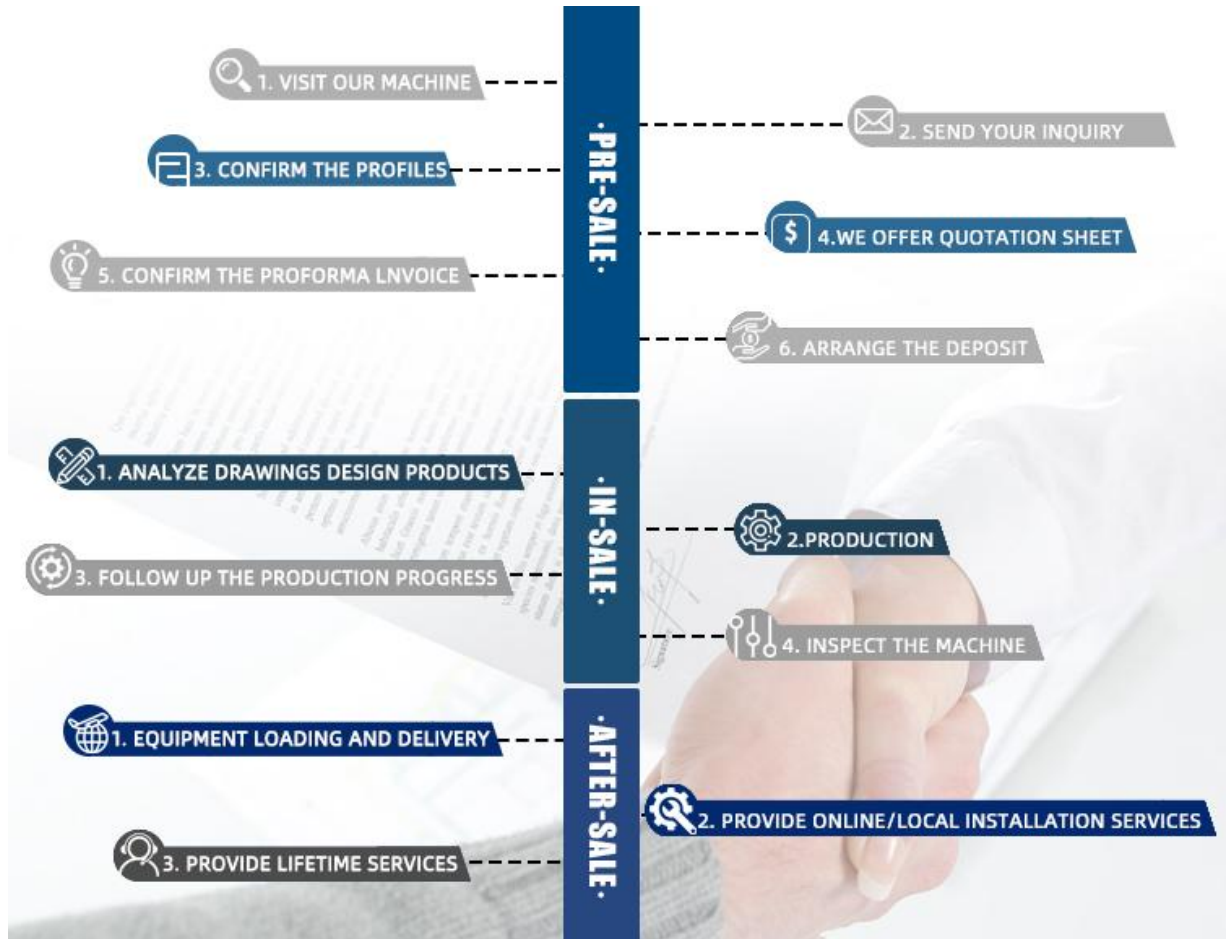 ·PRE-SALE·
1. VISIT OUR MACHINE
2. SEND YOUR INQUIRY
3. CONFIRM THE PROFILES
$
4.WE OFFER QUOTATION SHEET
5. CONFIRM THE PROFORMA LNVOICE
6. ARRANGE THE DEPOSIT
·IN-SALE·
1. ANALYZE DRAWINGS DESIGN PRODUCTS
2.PRODUCTION
3. FOLLOW UP THE PRODUCTION PROGRESS
4. INSPECT THE MACHINE
·AFTER-SALE·
1. EQUIPMENT LOADING AND DELIVERY
2. PROVIDE ONLINE/LOCAL INSTALLATION SERVICES
3. PROVIDE LIFETIME SERVICES